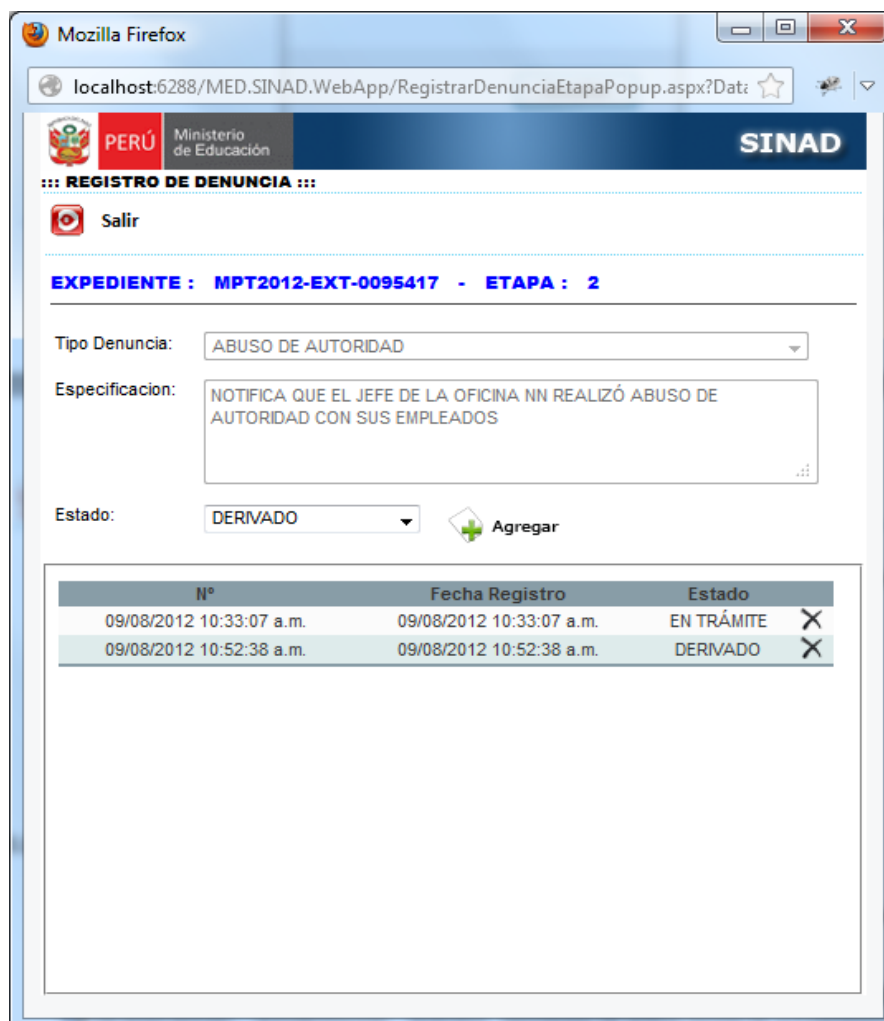 Mozilla Firefox
localhost:6288/MED.SINAD.WebApp/RegistrarDenunciaEtapaPopup.aspx?Data
PERÚ Ministerio de Educación SINAD
::: REGISTRO DE DENUNCIA :::
Salir
EXPEDIENTE : MPT2012-EXT-0095417 - ETAPA : 2
Tipo Denuncia: ABUSO DE AUTORIDAD
Especificacion: NOTIFICA QUE EL JEFE DE LA OFICINA NN REALIZÓ ABUSO DE
AUTORIDAD CON SUS EMPLEADOS
Estado: DERIVADO Agregar
Nº Fecha Registro Estado
09/08/2012 10:33:07 a.m. 09/08/2012 10:33:07 a.m. EN TRÁMITE
09/08/2012 10:52:38 a.m. 09/08/2012 10:52:38 a.m. DERIVADO